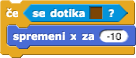 če se dotika ?
spremeni x za -10